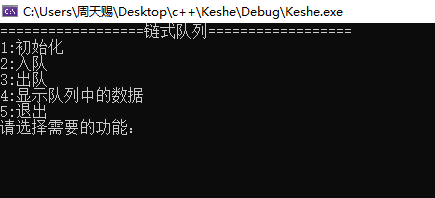 C:\Users\周天赐\Desktop\c++\Keshe\Debug\Keshe.exe
==================链式队列==================
1:初始化
2:入队
3:出队
4:显示队列中的数据
5:退出
请选择需要的功能：